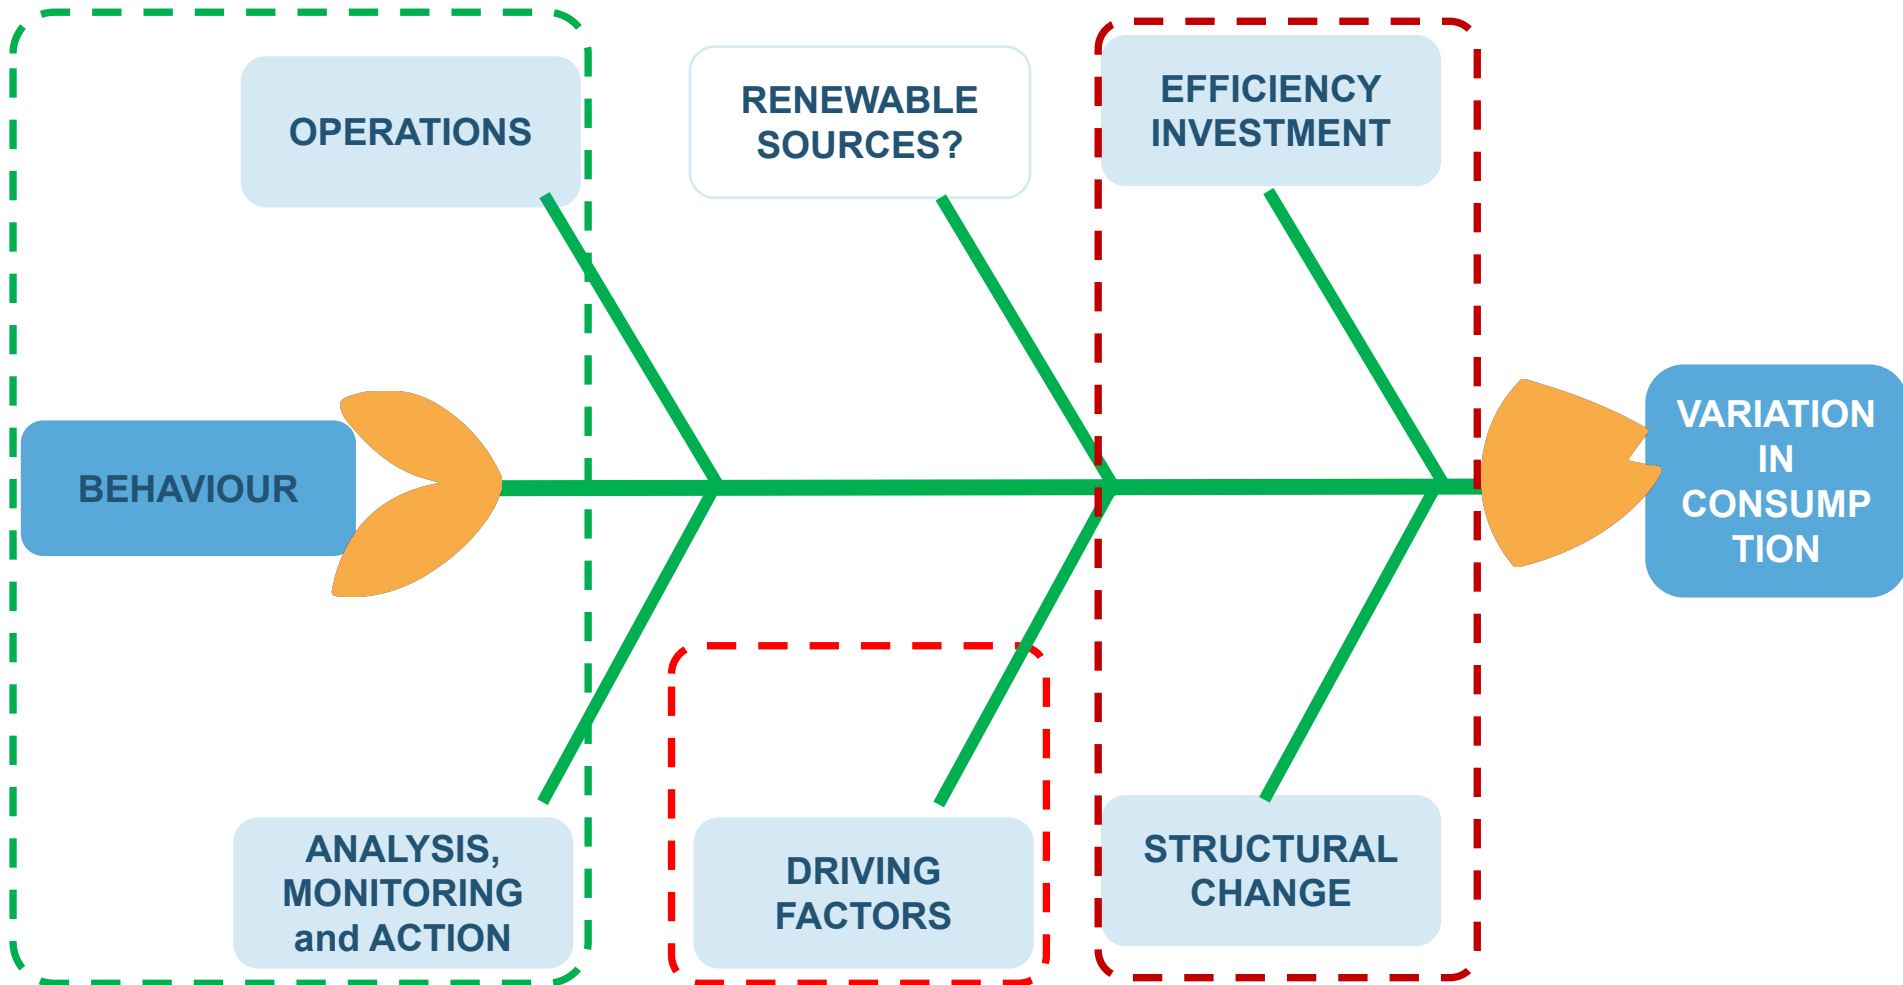 OPERATIONS
RENEWABLE
SOURCES?
EFFICIENCY
INVESTMENT
BEHAVIOUR
VARIATION
IN
CONSUMP
TION
ANALYSIS,
MONITORING
and ACTION
DRIVING
FACTORS
STRUCTURAL
CHANGE